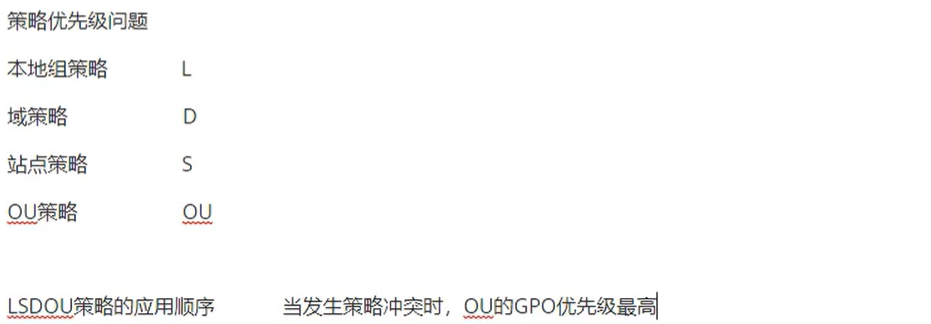 策略优先级问题
本地组策略 L
域策略 D
站点策略 S
OU策略 OU
LSDOU策略的应用顺序 当发生策略冲突时，OU的GPO优先级最高